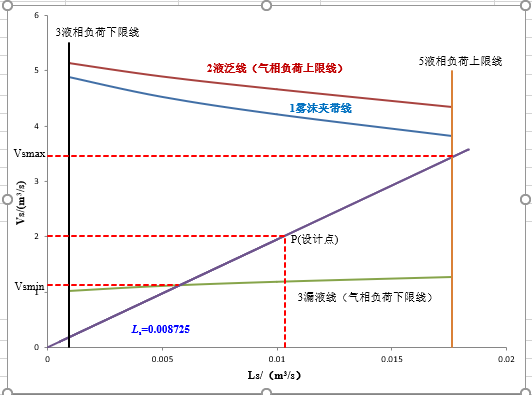 6
3液相负荷下限线
2液泛线（气相负荷上限线）
5液相负荷上限线
5
1雾沫夹带线
4
Vsmax
3
Vs/(m³/s)
2
P(设计点)
Vsmin
1
3漏液线（气相负荷下限线）
Ls=0.008725
0
0
0.005
0.01
0.015
0.02
Ls/（m³/s）